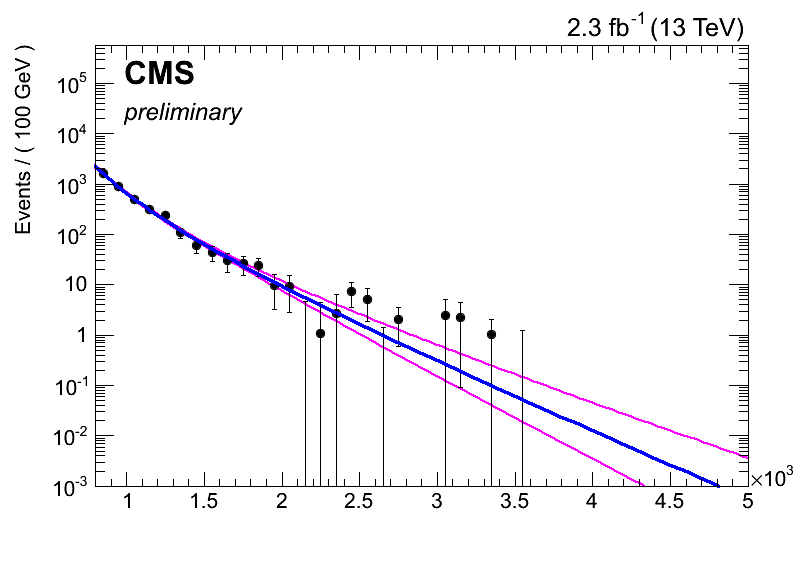 2.3 fb⁻¹ (13 TeV)
CMS
preliminary
Events / ( 100 GeV )
10⁵
10⁴
10³
10²
10
1
10⁻¹
10⁻²
10⁻³
1 1.5 2 2.5 3 3.5 4 4.5 5
×10³